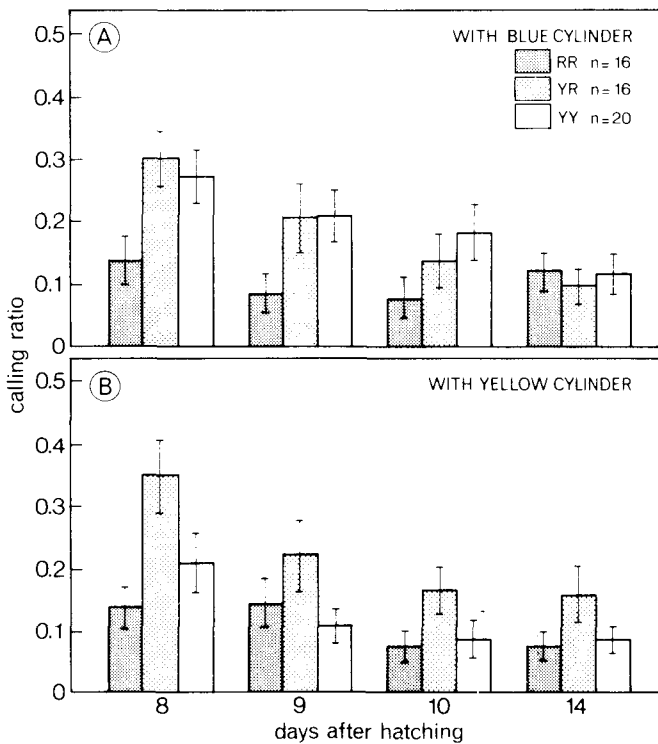 0.5
A
WITH BLUE CYLINDER
RR n=16
YR n=16
YY n=20
0.4
0.3
0.2
0.1
0
calling ratio
B
WITH YELLOW CYLINDER
0.5
0.4
0.3
0.2
0.1
0
8 9 10 14
days after hatching